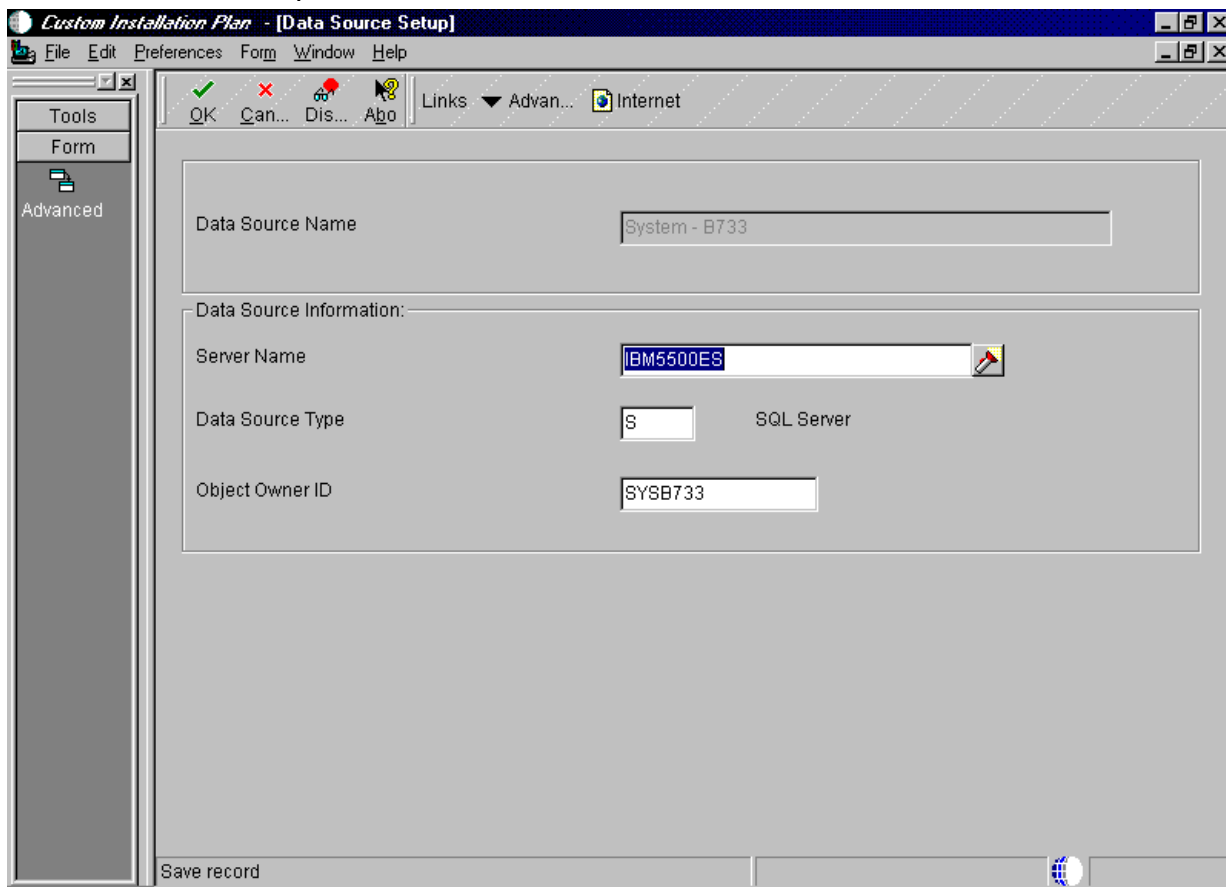 Custom Installation Plan - [Data Source Setup]
File Edit Preferences Form Window Help
OK Can... Dis... Abo Links Advan... Internet
Tools
Form
Advanced
Data Source Name System - B733
Data Source Information:
Server Name IBM5500ES
Data Source Type S SQL Server
Object Owner ID SYSB733
Save record